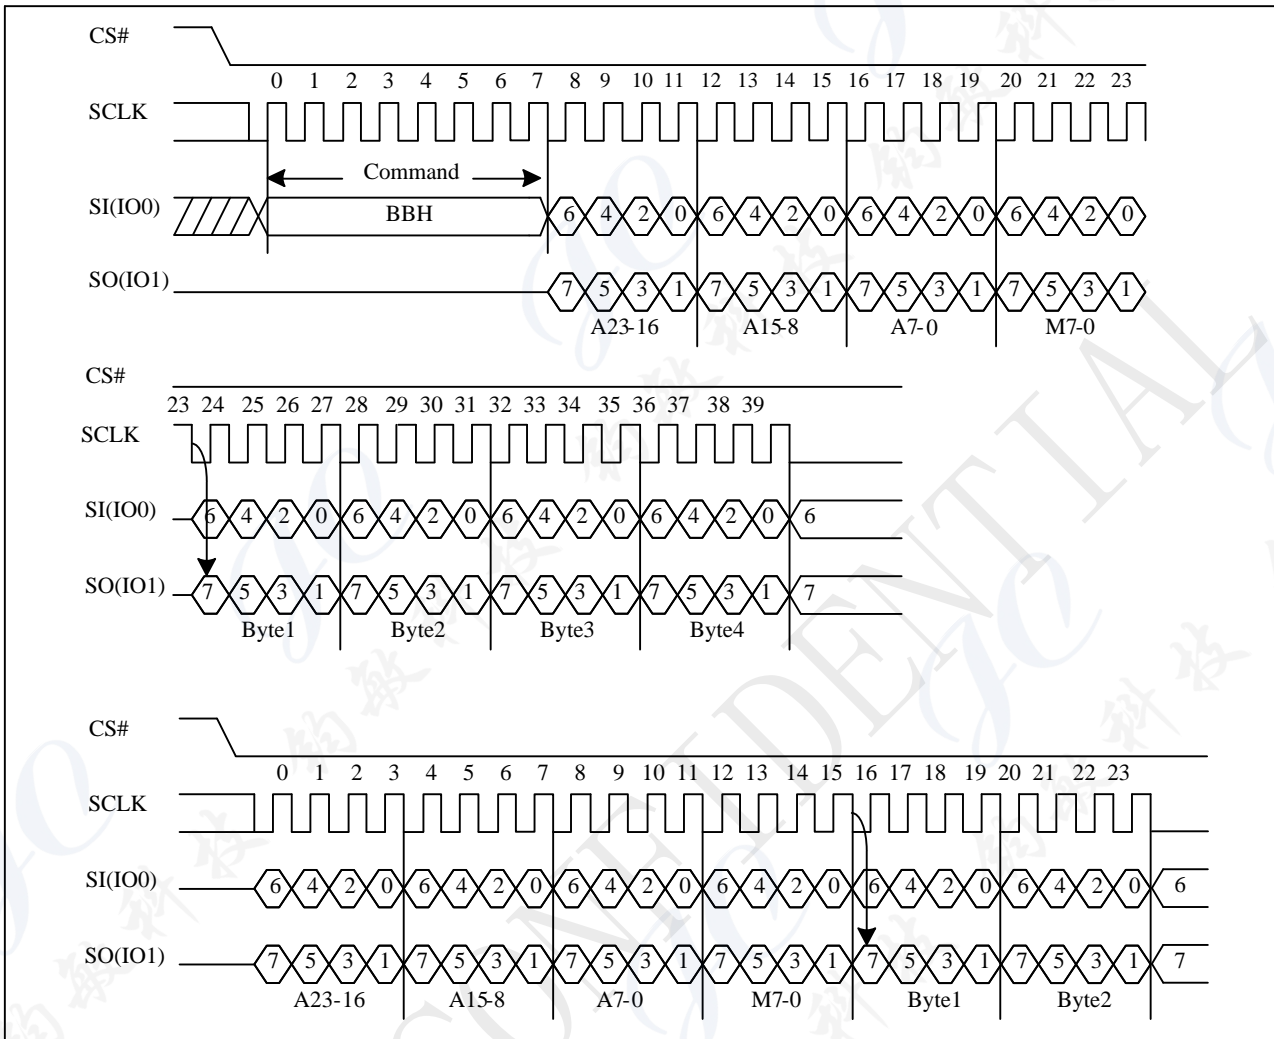 CS#
0 1 2 3 4 5 6 7 8 9 10 11 12 13 14 15 16 17 18 19 20 21 22 23
SCLK
Command
SI(IO0) BBH 6 4 2 0 6 4 2 0 6 4 2 0 6 4 2 0
SO(IO1) 7 5 3 1 7 5 3 1 7 5 3 1 7 5 3 1
A23-16 A15-8 A7-0 M7-0
CS#
23 24 25 26 27 28 29 30 31 32 33 34 35 36 37 38 39
SCLK
SI(IO0) 6 4 2 0 6 4 2 0 6 4 2 0 6 4 2 0 6
SO(IO1) 7 5 3 1 7 5 3 1 7 5 3 1 7 5 3 1 7
Byte1 Byte2 Byte3 Byte4
CS#
0 1 2 3 4 5 6 7 8 9 10 11 12 13 14 15 16 17 18 19 20 21 22 23
SCLK
SI(IO0) 6 4 2 0 6 4 2 0 6 4 2 0 6 4 2 0 6 4 2 0 6 4 2 0 6
SO(IO1) 7 5 3 1 7 5 3 1 7 5 3 1 7 5 3 1 7 5 3 1 7 5 3 1 7
A23-16 A15-8 A7-0 M7-0 Byte1 Byte2
CONFIDENTIAL
钧敏科技